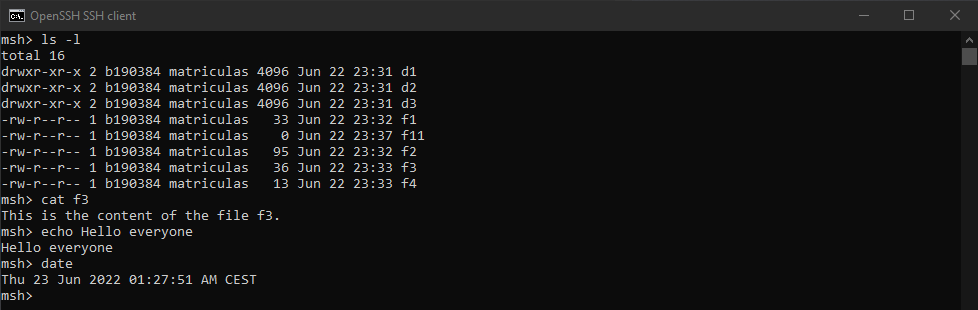 OpenSSH SSH client
msh> ls -l
total 16
drwxr-xr-x 2 b190384 matriculas 4096 Jun 22 23:31 d1
drwxr-xr-x 2 b190384 matriculas 4096 Jun 22 23:31 d2
drwxr-xr-x 2 b190384 matriculas 4096 Jun 22 23:31 d3
-rw-r--r-- 1 b190384 matriculas   33 Jun 22 23:32 f1
-rw-r--r-- 1 b190384 matriculas    0 Jun 22 23:37 f11
-rw-r--r-- 1 b190384 matriculas   95 Jun 22 23:32 f2
-rw-r--r-- 1 b190384 matriculas   36 Jun 22 23:33 f3
-rw-r--r-- 1 b190384 matriculas   13 Jun 22 23:33 f4
msh> cat f3
This is the content of the file f3.
msh> echo Hello everyone
Hello everyone
msh> date
Thu 23 Jun 2022 01:27:51 AM CEST
msh>